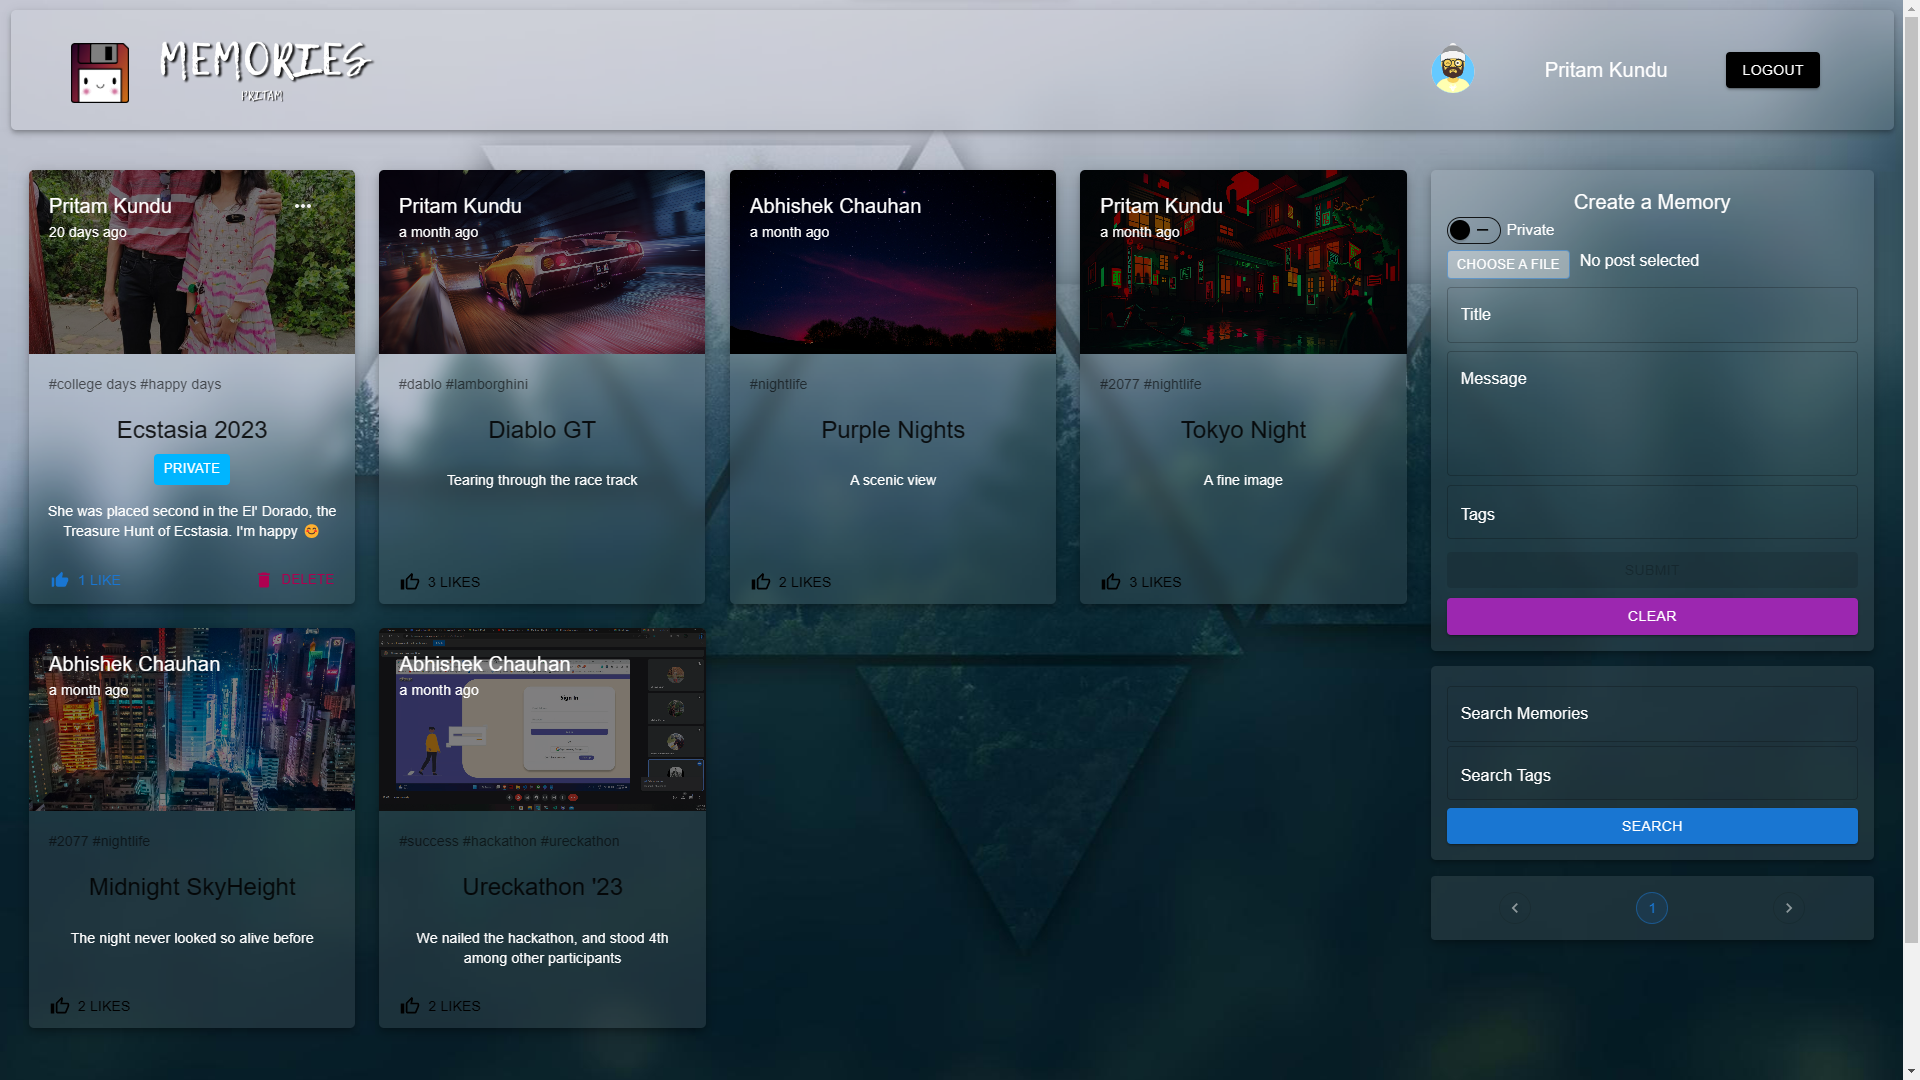 MEMORIES
PRITAM
Pritam Kundu
LOGOUT
Pritam Kundu
20 days ago
#college days #happy days
Ecstasia 2023
PRIVATE
She was placed second in the El' Dorado, the
Treasure Hunt of Ecstasia. I'm happy 😊
1 LIKE
DELETE
Pritam Kundu
a month ago
#dablo #lamborghini
Diablo GT
Tearing through the race track
3 LIKES
Abhishek Chauhan
a month ago
#nightlife
Purple Nights
A scenic view
2 LIKES
Pritam Kundu
a month ago
#2077 #nightlife
Tokyo Night
A fine image
3 LIKES
Abhishek Chauhan
a month ago
#2077 #nightlife
Midnight SkyHeight
The night never looked so alive before
2 LIKES
Abhishek Chauhan
a month ago
Sign In
#success #hackathon #ureckathon
Ureckathon '23
We nailed the hackathon, and stood 4th
among other participants
2 LIKES
Create a Memory
Private
CHOOSE A FILE No post selected
Title
Message
Tags
SUBMIT
CLEAR
Search Memories
Search Tags
SEARCH
1